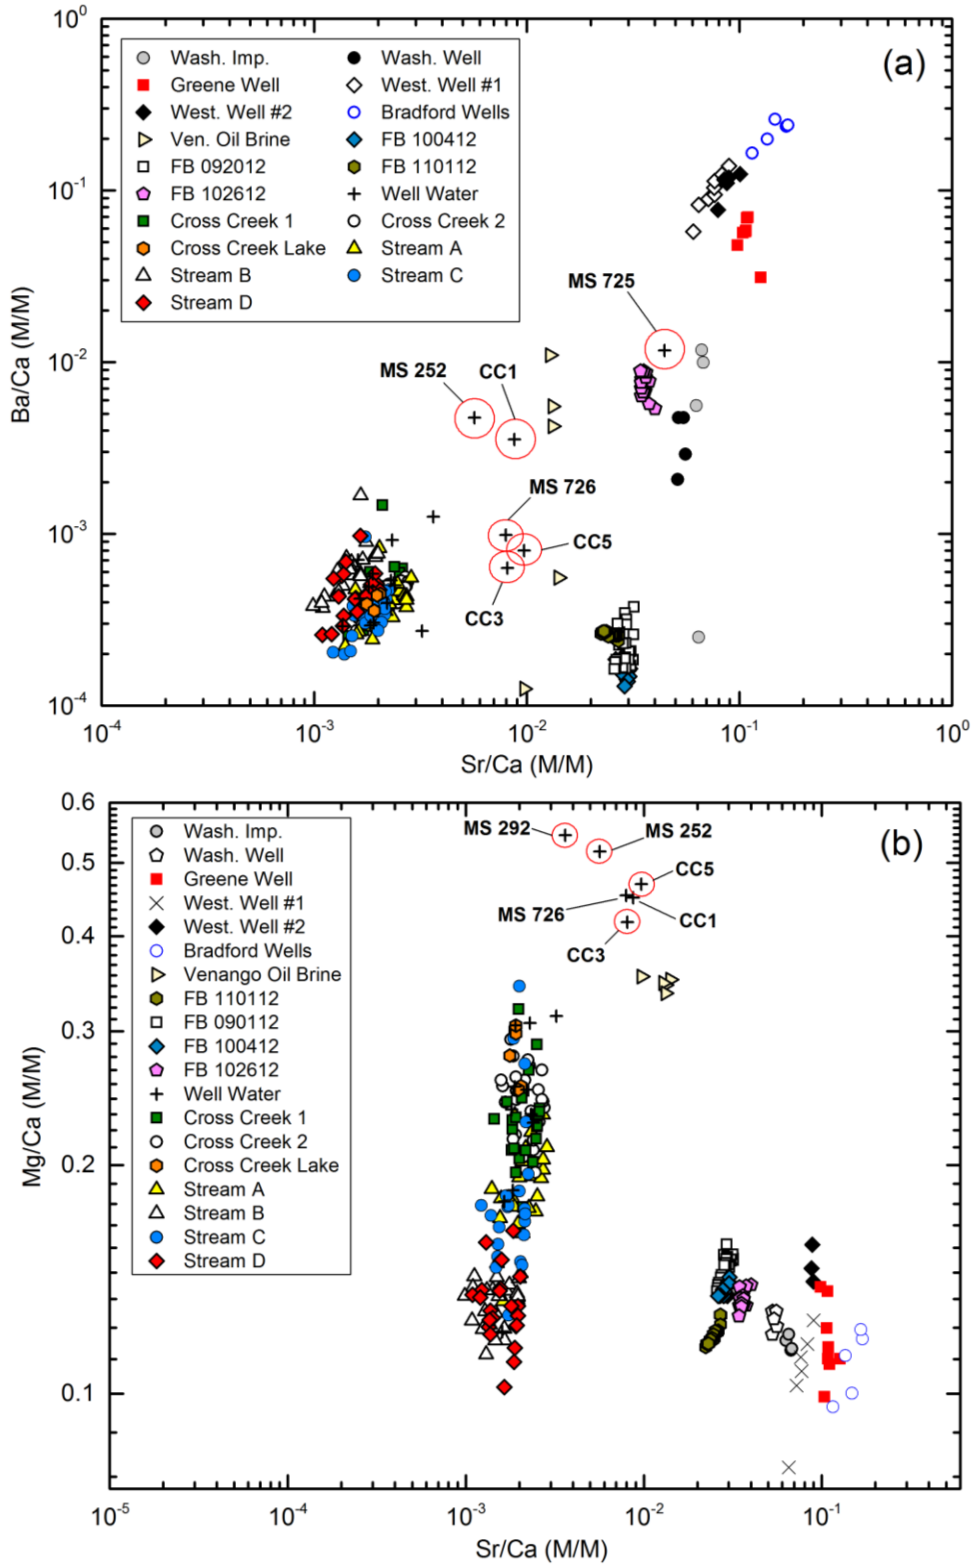 10⁰
(a)
Wash. Imp. Wash. Well
Greene Well West. Well #1
West. Well #2 Bradford Wells
Ven. Oil Brine FB 100412
FB 092012 FB 110112
FB 102612 Well Water
Cross Creek 1 Cross Creek 2
Cross Creek Lake Stream A
Stream B Stream C
Stream D
10⁻¹
MS 725
Ba/Ca (M/M)
10⁻²
MS 252
CC1
MS 726
10⁻³
CC5
CC3
10⁻⁴
10⁻⁴ 10⁻³ 10⁻² 10⁻¹ 10⁰
Sr/Ca (M/M)
0.6
(b)
Wash. Imp.
Wash. Well
Greene Well
West. Well #1
West. Well #2
Bradford Wells
Venango Oil Brine
FB 110112
FB 090112
FB 100412
FB 102612
Well Water
Cross Creek 1
Cross Creek 2
Cross Creek Lake
Stream A
Stream B
Stream C
Stream D
MS 292
MS 252
0.5
CC5
MS 726
CC1
0.4
CC3
0.3
Mg/Ca (M/M)
0.2
0.1
10⁻⁵ 10⁻⁴ 10⁻³ 10⁻² 10⁻¹
Sr/Ca (M/M)